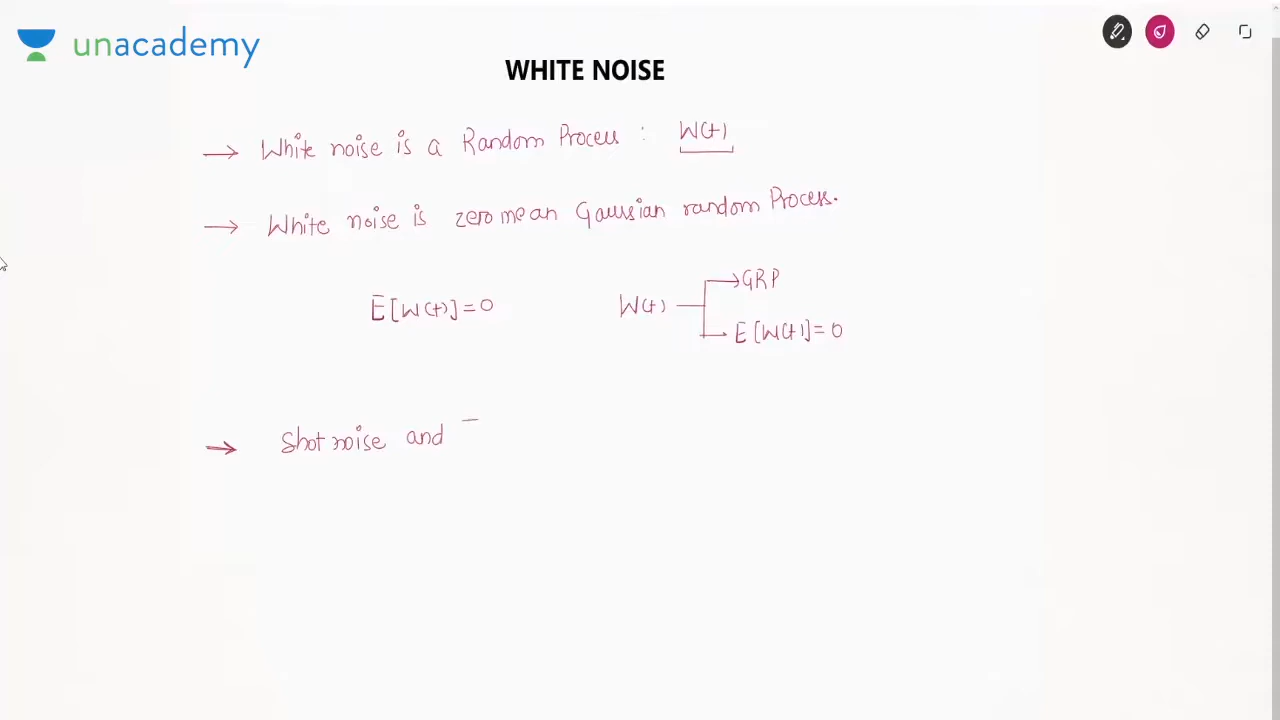 unacademy
WHITE NOISE
→ White noise is a Random Process : W(t)
→ White noise is zero mean Gaussian random Process.
E[W(t)]=0
W(t) → GRP
E[W(t)]=0
→ Shot noise and